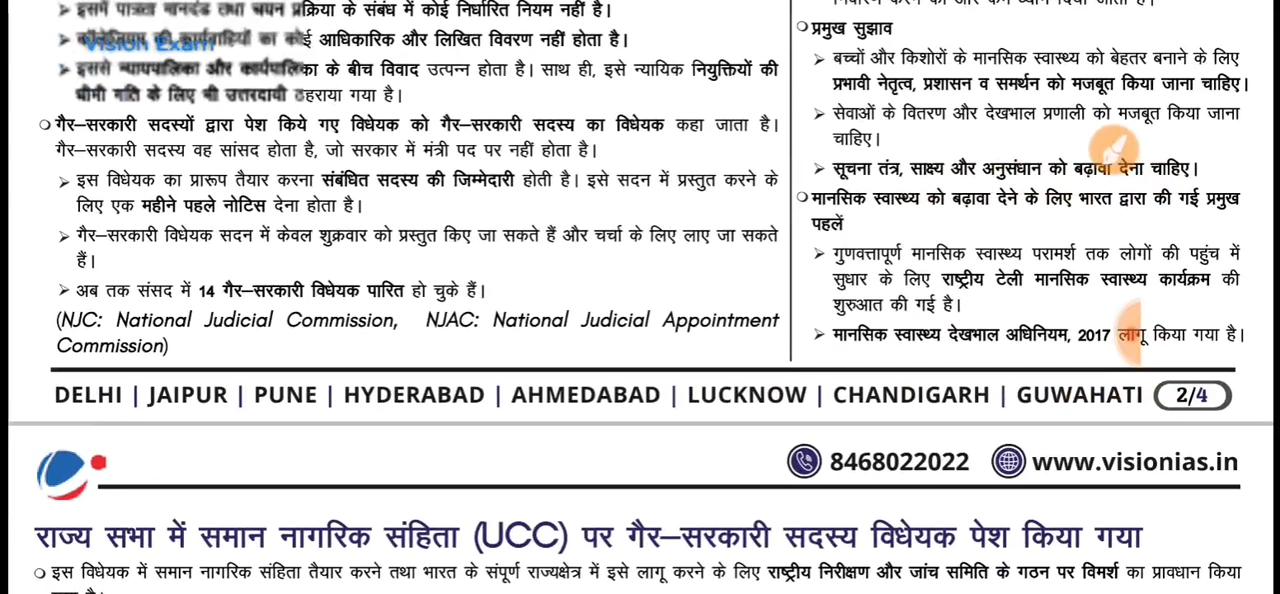 ➢ इसमें पात्रता मानदंड तथा चयन प्रक्रिया के संबंध में कोई निर्धारित नियम नहीं है।
➢ कॉलेजियम की कार्यवाहियों का कोई आधिकारिक और लिखित विवरण नहीं होता है।
Vision Exam
➢ इससे न्यायपालिका और कार्यपालिका के बीच विवाद उत्पन्न होता है। साथ ही, इसे न्यायिक नियुक्तियों की
धीमी गति के लिए भी उत्तरदायी ठहराया गया है।
○ गैर–सरकारी सदस्यों द्वारा पेश किये गए विधेयक को गैर–सरकारी सदस्य का विधेयक कहा जाता है।
गैर–सरकारी सदस्य वह सांसद होता है, जो सरकार में मंत्री पद पर नहीं होता है।
➢ इस विधेयक का प्रारूप तैयार करना संबंधित सदस्य की जिम्मेदारी होती है। इसे सदन में प्रस्तुत करने के
लिए एक महीने पहले नोटिस देना होता है।
➢ गैर–सरकारी विधेयक सदन में केवल शुक्रवार को प्रस्तुत किए जा सकते हैं और चर्चा के लिए लाए जा सकते
हैं।
➢ अब तक संसद में 14 गैर–सरकारी विधेयक पारित हो चुके हैं।
(NJC: National Judicial Commission, NJAC: National Judicial Appointment
Commission)
○ प्रमुख सुझाव
➢ बच्चों और किशोरों के मानसिक स्वास्थ्य को बेहतर बनाने के लिए
प्रभावी नेतृत्व, प्रशासन व समर्थन को मजबूत किया जाना चाहिए।
➢ सेवाओं के वितरण और देखभाल प्रणाली को मजबूत किया जाना
चाहिए।
➢ सूचना तंत्र, साक्ष्य और अनुसंधान को बढ़ावा देना चाहिए।
○ मानसिक स्वास्थ्य को बढ़ावा देने के लिए भारत द्वारा की गई प्रमुख
पहलें
➢ गुणवत्तापूर्ण मानसिक स्वास्थ्य परामर्श तक लोगों की पहुंच में
सुधार के लिए राष्ट्रीय टेली मानसिक स्वास्थ्य कार्यक्रम की
शुरुआत की गई है।
➢ मानसिक स्वास्थ्य देखभाल अधिनियम, 2017 लागू किया गया है।
DELHI | JAIPUR | PUNE | HYDERABAD | AHMEDABAD | LUCKNOW | CHANDIGARH | GUWAHATI 2/4
8468022022 www.visionias.in
राज्य सभा में समान नागरिक संहिता (UCC) पर गैर–सरकारी सदस्य विधेयक पेश किया गया
○ इस विधेयक में समान नागरिक संहिता तैयार करने तथा भारत के संपूर्ण राज्यक्षेत्र में इसे लागू करने के लिए राष्ट्रीय निरीक्षण और जांच समिति के गठन पर विमर्श का प्रावधान किया